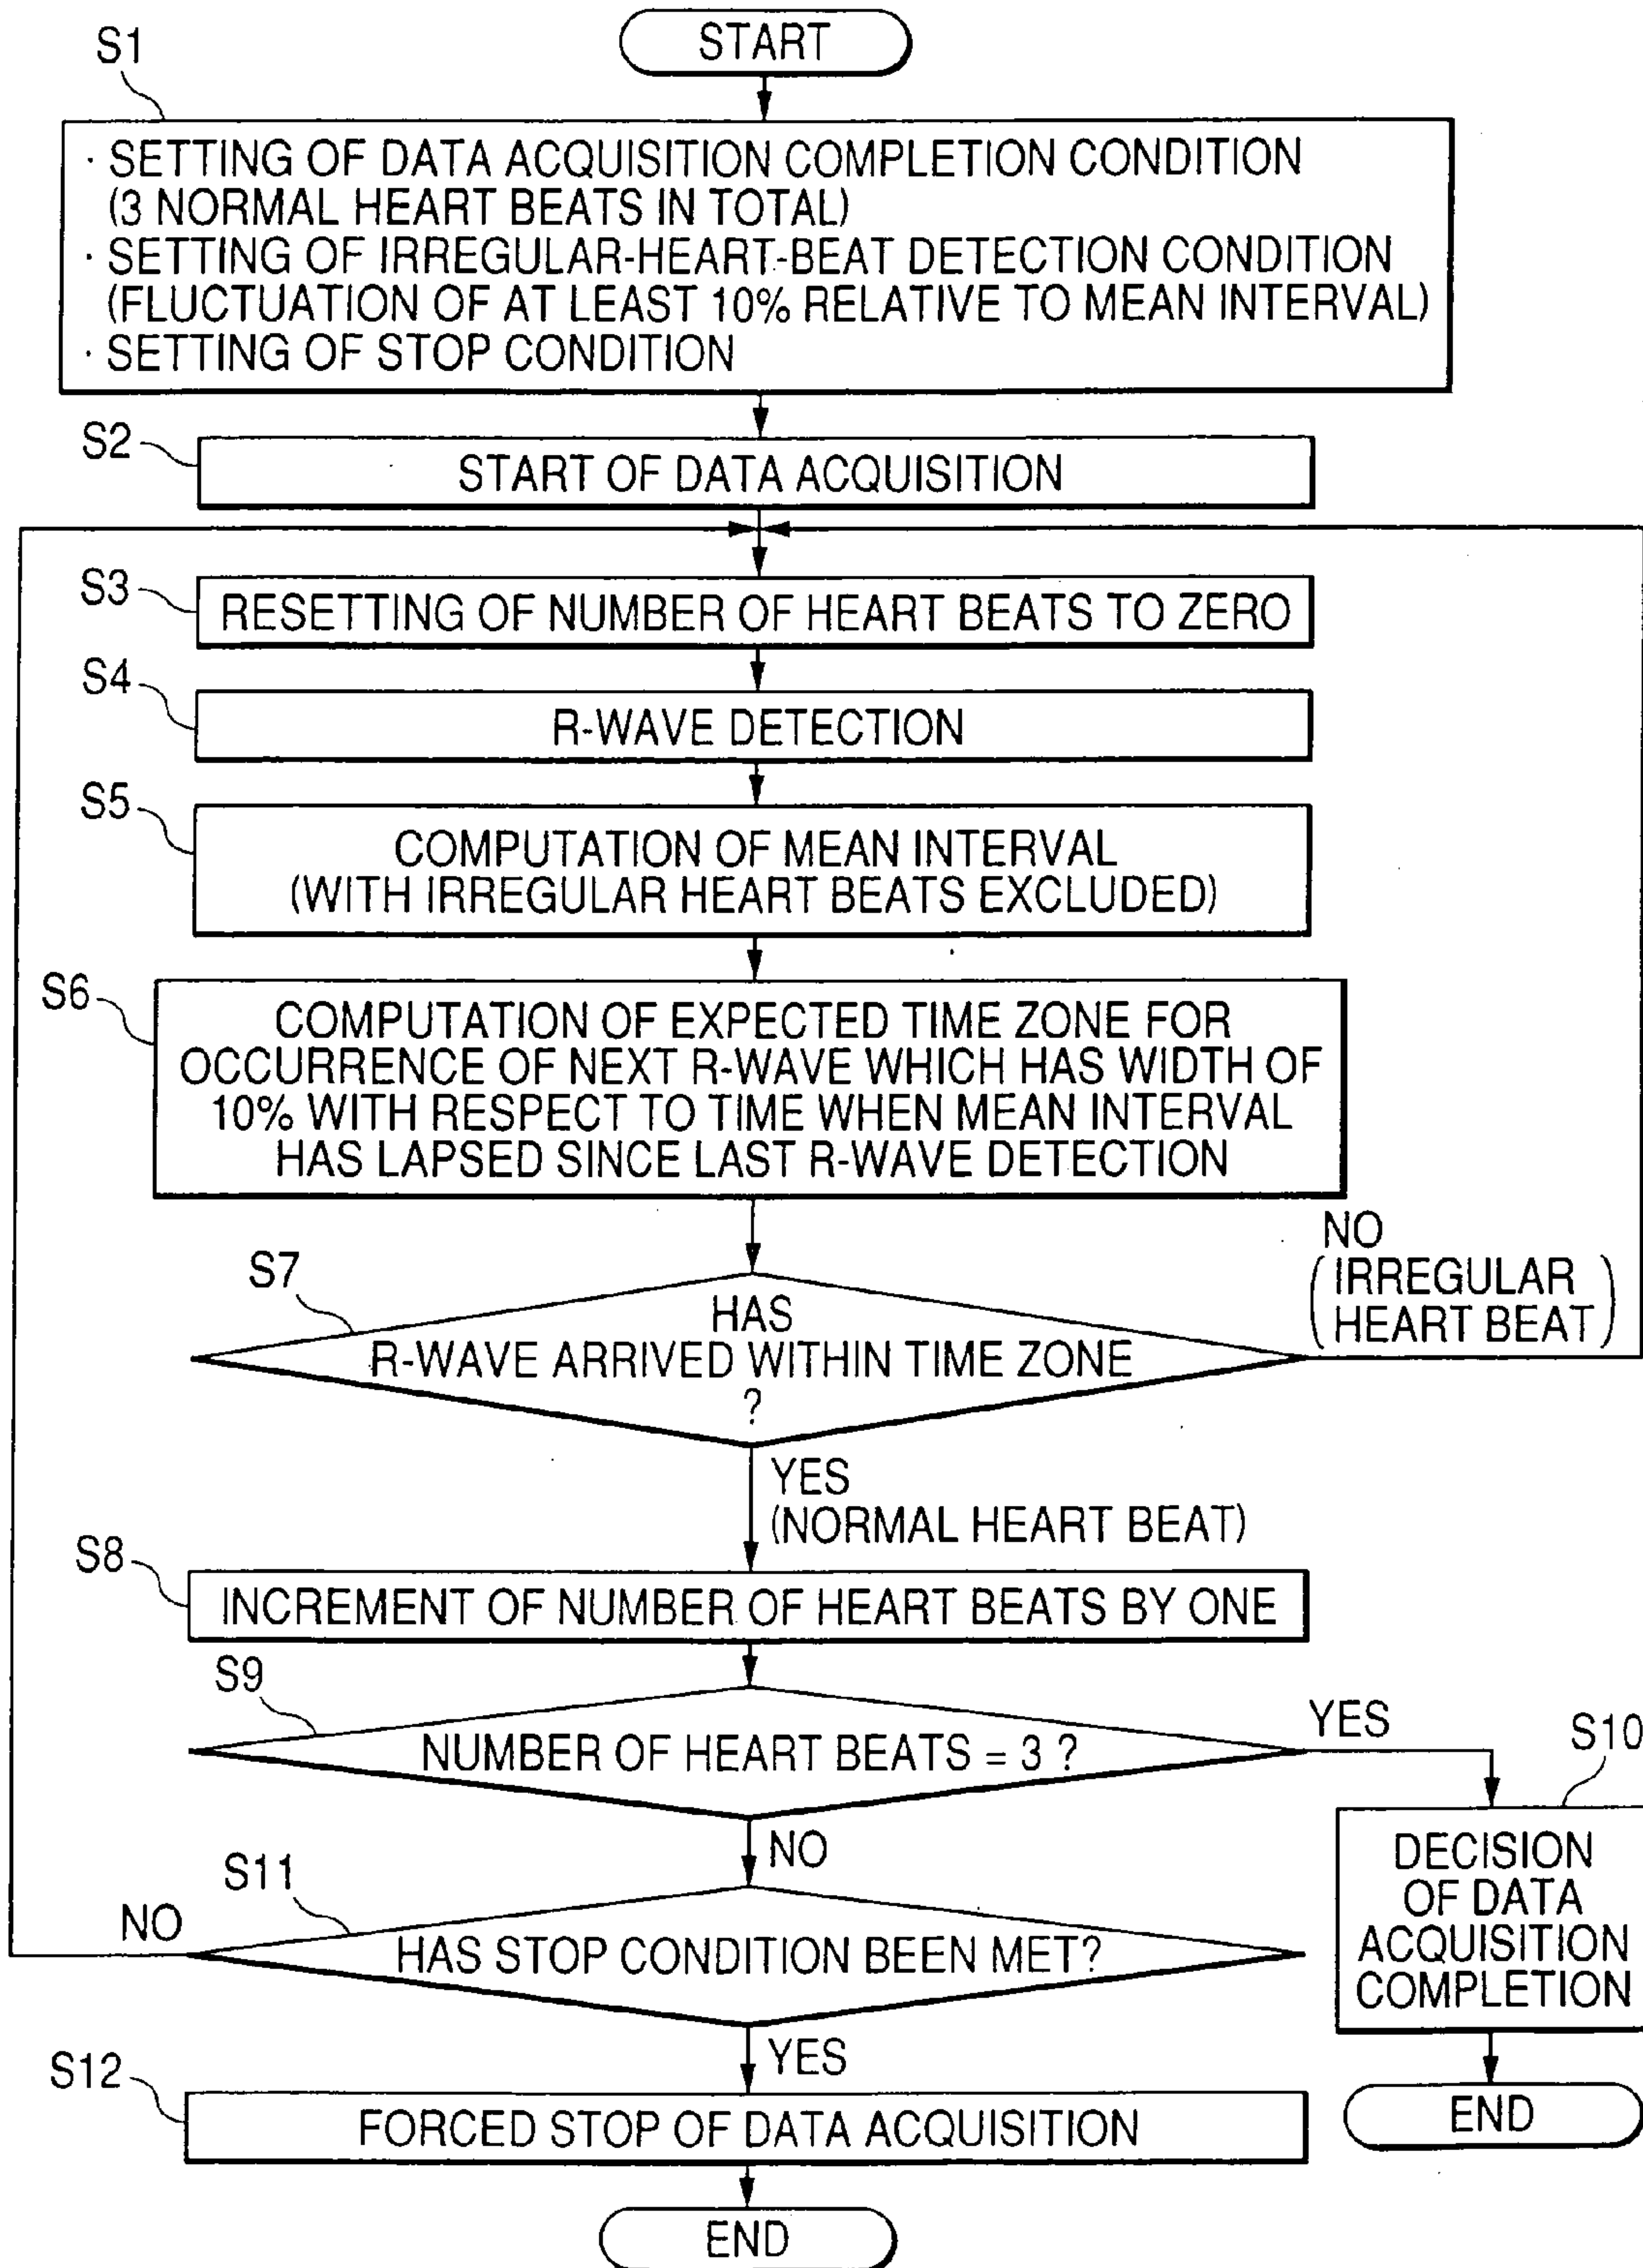 START
S1
· SETTING OF DATA ACQUISITION COMPLETION CONDITION
(3 NORMAL HEART BEATS IN TOTAL)
· SETTING OF IRREGULAR-HEART-BEAT DETECTION CONDITION
(FLUCTUATION OF AT LEAST 10% RELATIVE TO MEAN INTERVAL)
· SETTING OF STOP CONDITION
S2
START OF DATA ACQUISITION
S3
RESETTING OF NUMBER OF HEART BEATS TO ZERO
S4
R-WAVE DETECTION
S5
COMPUTATION OF MEAN INTERVAL
(WITH IRREGULAR HEART BEATS EXCLUDED)
S6
COMPUTATION OF EXPECTED TIME ZONE FOR
OCCURRENCE OF NEXT R-WAVE WHICH HAS WIDTH OF
10% WITH RESPECT TO TIME WHEN MEAN INTERVAL
HAS LAPSED SINCE LAST R-WAVE DETECTION
S7
HAS
R-WAVE ARRIVED WITHIN TIME ZONE
?
NO
(IRREGULAR
HEART BEAT)
YES
(NORMAL HEART BEAT)
S8
INCREMENT OF NUMBER OF HEART BEATS BY ONE
S9
NUMBER OF HEART BEATS = 3 ?
YES
S10
DECISION
OF DATA
ACQUISITION
COMPLETION
END
NO
S11
HAS STOP CONDITION BEEN MET?
NO
YES
S12
FORCED STOP OF DATA ACQUISITION
END